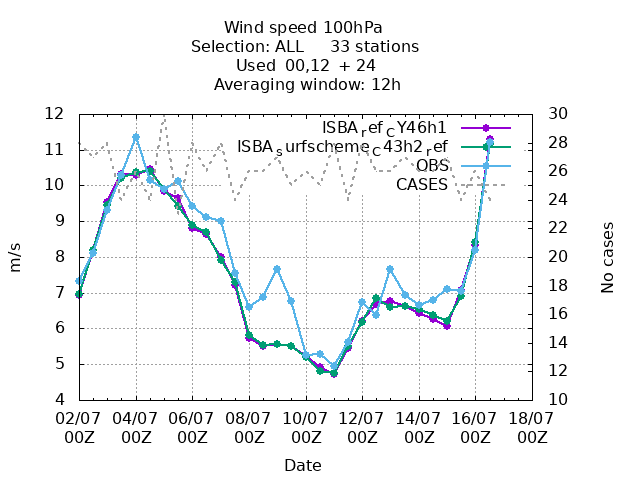 Wind speed 100hPa
Selection: ALL 33 stations
Used 00,12 + 24
Averaging window: 12h
ISBA_ref_CY46h1
ISBA_surfscheme_C43h2_ref
OBS
CASES
12
11
10
9
8
7
6
5
4
m/s
30
28
26
24
22
20
18
16
14
12
10
No cases
02/07 04/07 06/07 08/07 10/07 12/07 14/07 16/07 18/07
00Z 00Z 00Z 00Z 00Z 00Z 00Z 00Z 00Z
Date